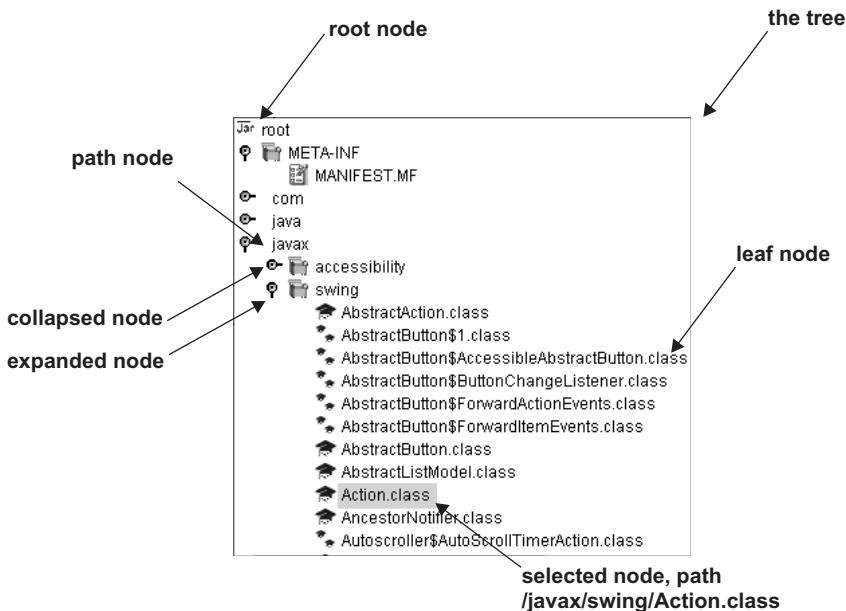 the tree
root node
Jar root
META-INF
path node
MANIFEST.MF
com
java
javax
leaf node
accessibility
swing
AbstractAction.class
collapsed node
AbstractButton$1.class
expanded node
AbstractButton$AccessibleAbstractButton.class
AbstractButton$ButtonChangeListener.class
AbstractButton$ForwardActionEvents.class
AbstractButton$ForwardItemEvents.class
AbstractButton.class
AbstractListModel.class
Action.class
AncestorNotifier.class
Autoscroller$AutoScrollTimerAction.class
selected node, path
/javax/swing/Action.class